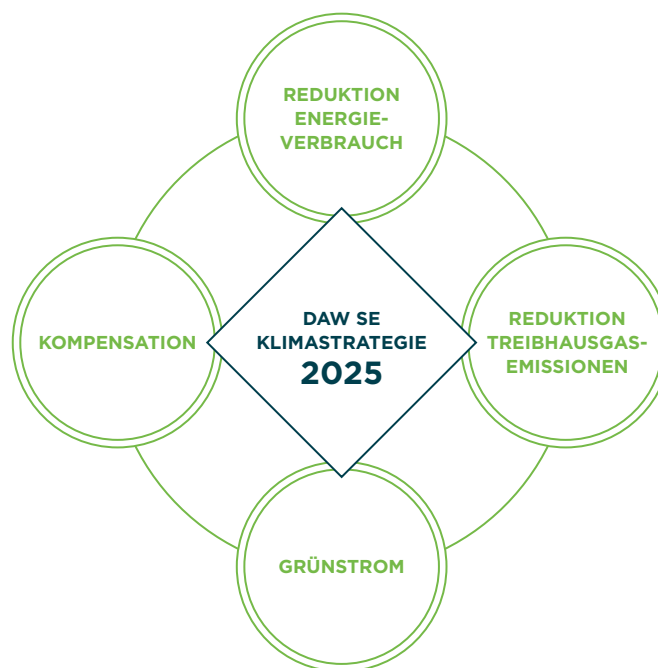 REDUKTION
ENERGIE-
VERBRAUCH
KOMPENSATION
DAW SE
KLIMASTRATEGIE
2025
REDUKTION
TREIBHAUSGAS-
EMISSIONEN
GRÜNSTROM